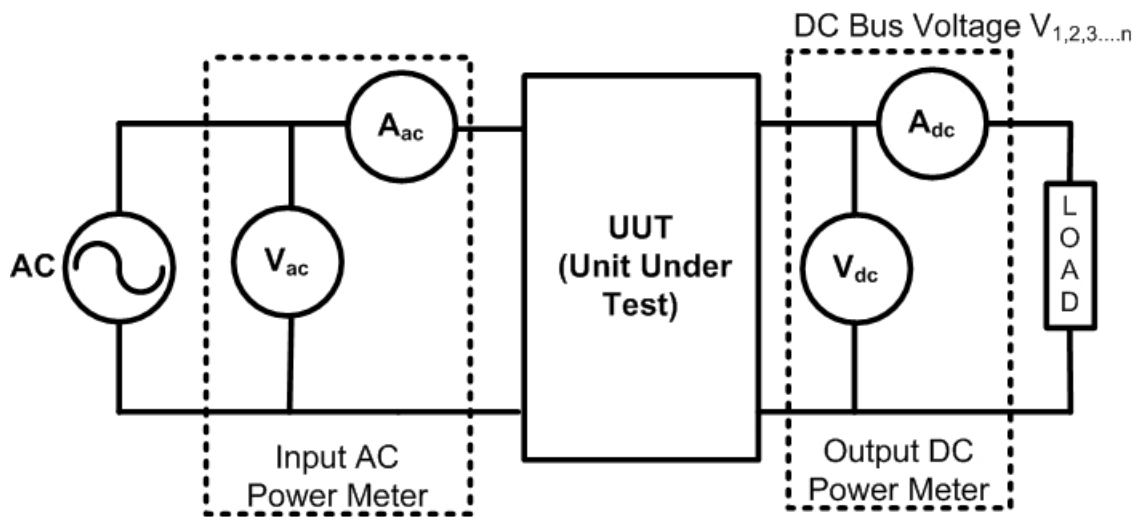 DC Bus Voltage V1,2,3....n
Aac
Adc
AC
Vac
UUT
(Unit Under
Test)
Vdc
LOAD
Input AC
Power Meter
Output DC
Power Meter